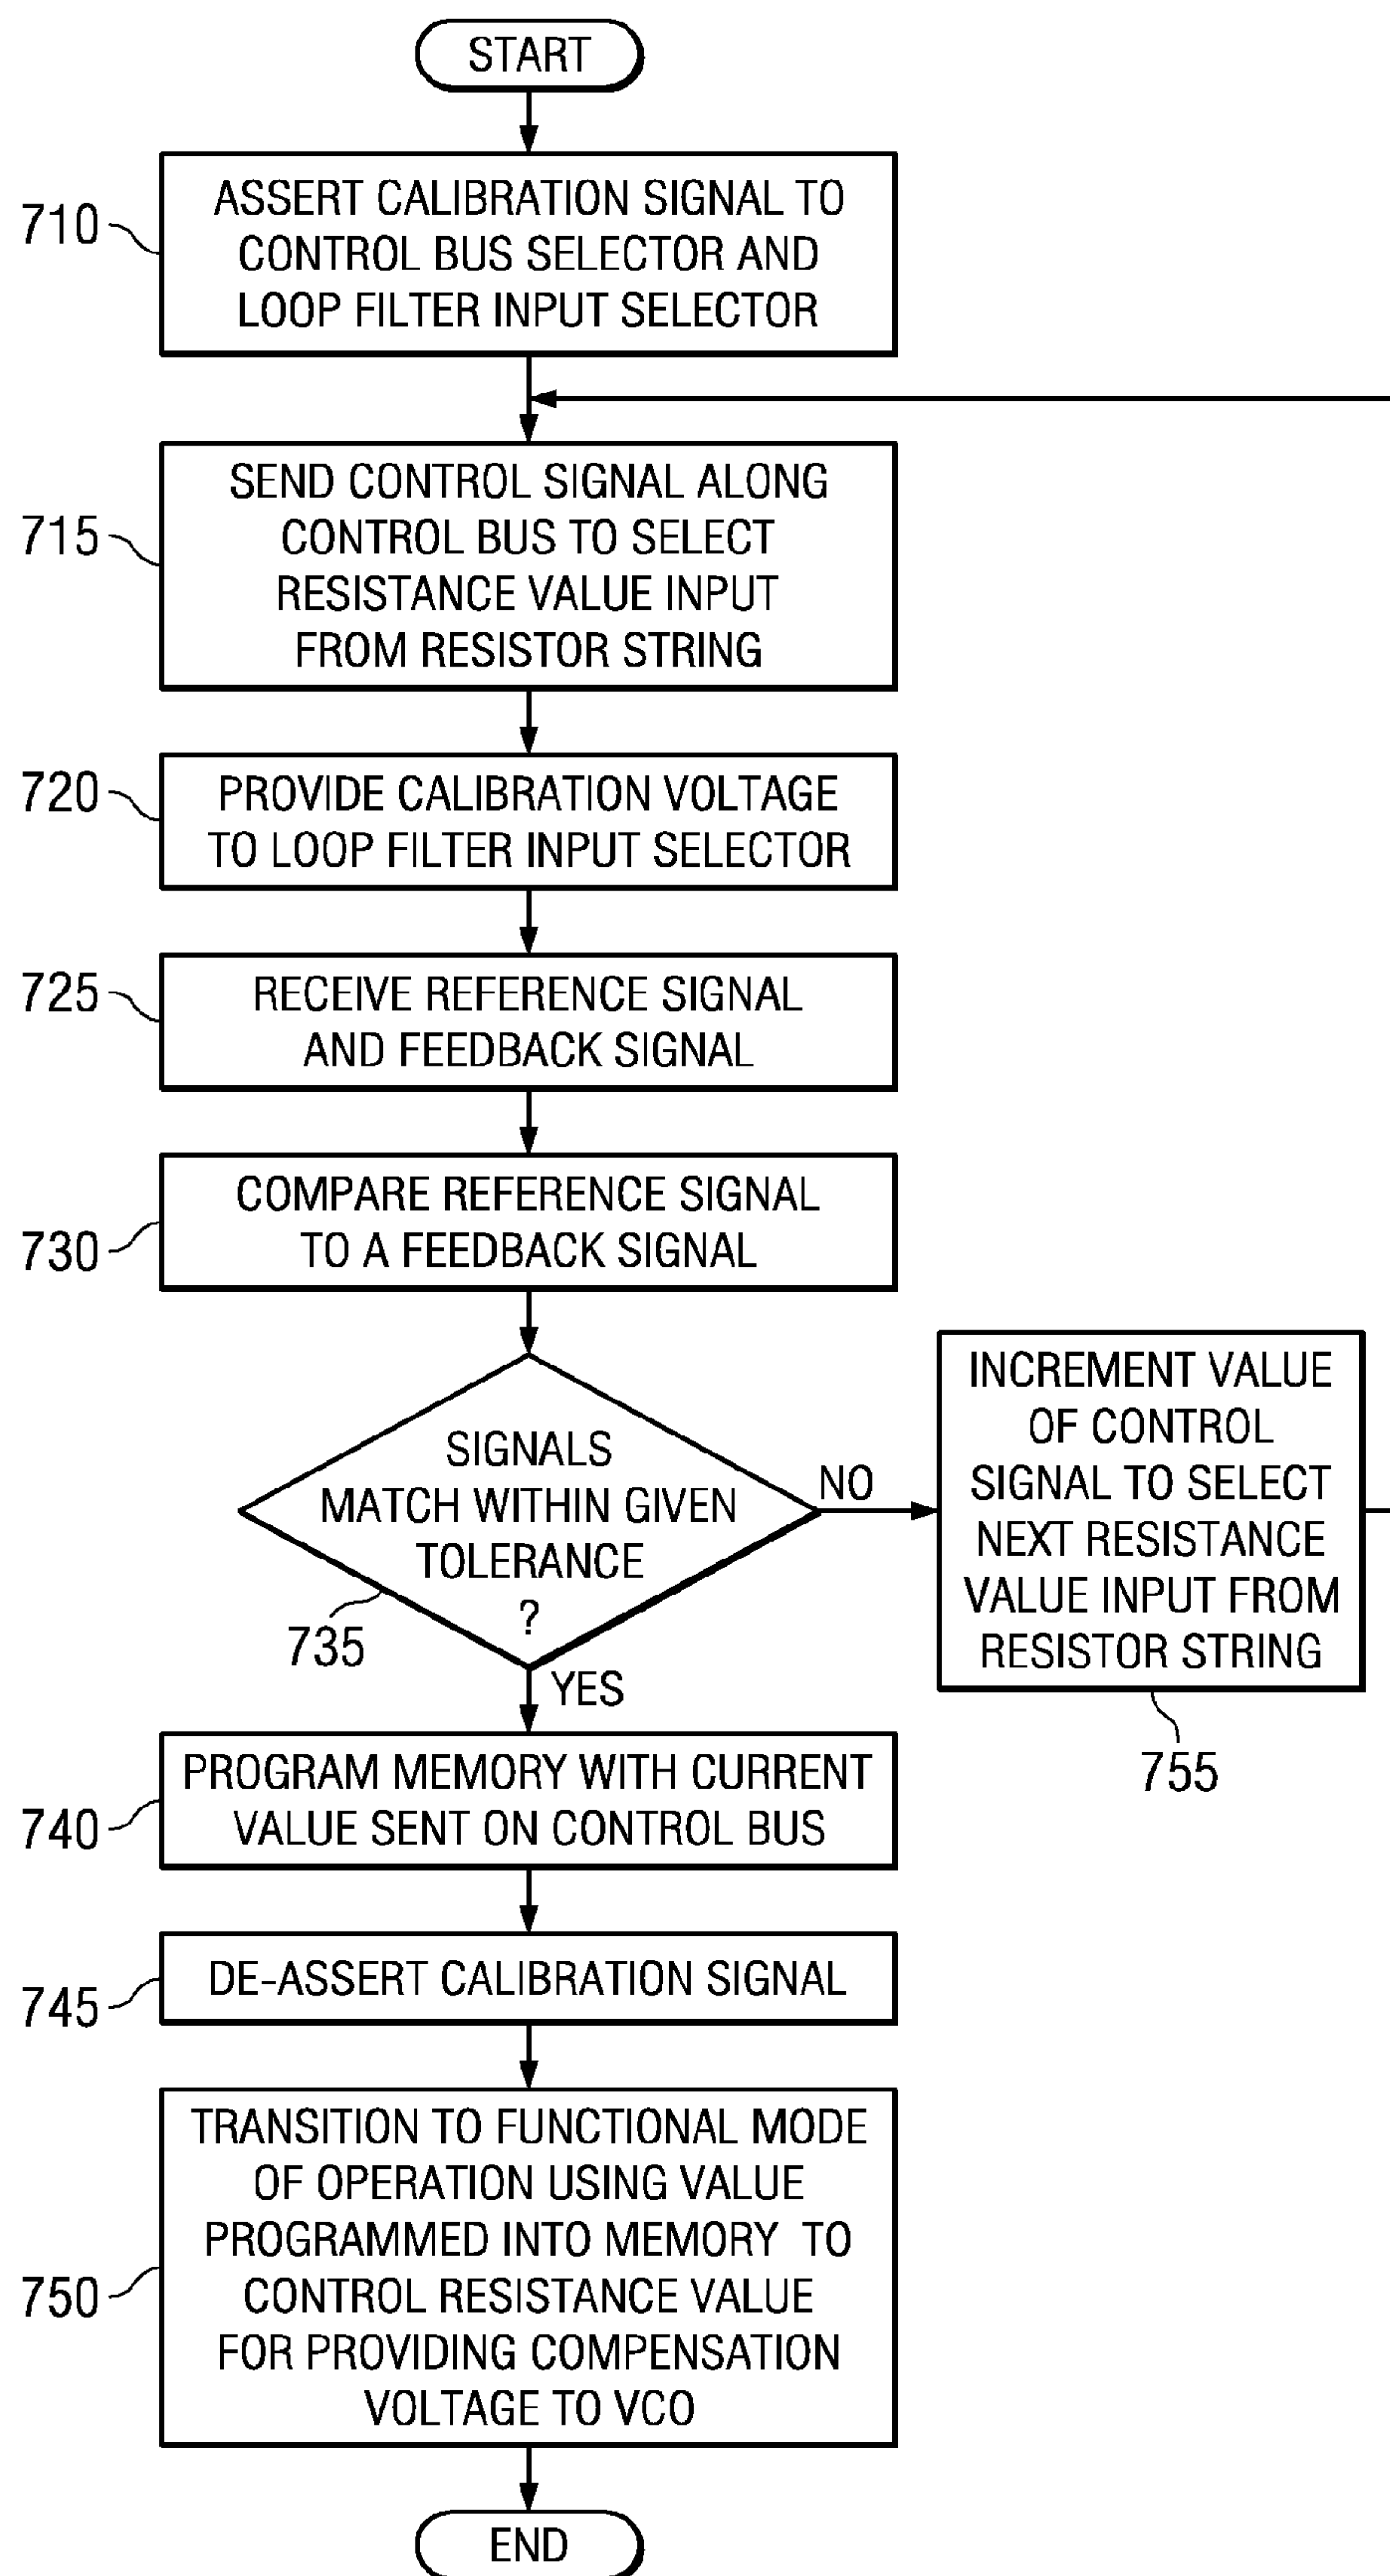 START
710
ASSERT CALIBRATION SIGNAL TO
CONTROL BUS SELECTOR AND
LOOP FILTER INPUT SELECTOR
715
SEND CONTROL SIGNAL ALONG
CONTROL BUS TO SELECT
RESISTANCE VALUE INPUT
FROM RESISTOR STRING
720
PROVIDE CALIBRATION VOLTAGE
TO LOOP FILTER INPUT SELECTOR
725
RECEIVE REFERENCE SIGNAL
AND FEEDBACK SIGNAL
730
COMPARE REFERENCE SIGNAL
TO A FEEDBACK SIGNAL
SIGNALS
MATCH WITHIN GIVEN
TOLERANCE
?
735
NO
INCREMENT VALUE
OF CONTROL
SIGNAL TO SELECT
NEXT RESISTANCE
VALUE INPUT FROM
RESISTOR STRING
755
YES
740
PROGRAM MEMORY WITH CURRENT
VALUE SENT ON CONTROL BUS
745
DE-ASSERT CALIBRATION SIGNAL
750
TRANSITION TO FUNCTIONAL MODE
OF OPERATION USING VALUE
PROGRAMMED INTO MEMORY TO
CONTROL RESISTANCE VALUE
FOR PROVIDING COMPENSATION
VOLTAGE TO VCO
END